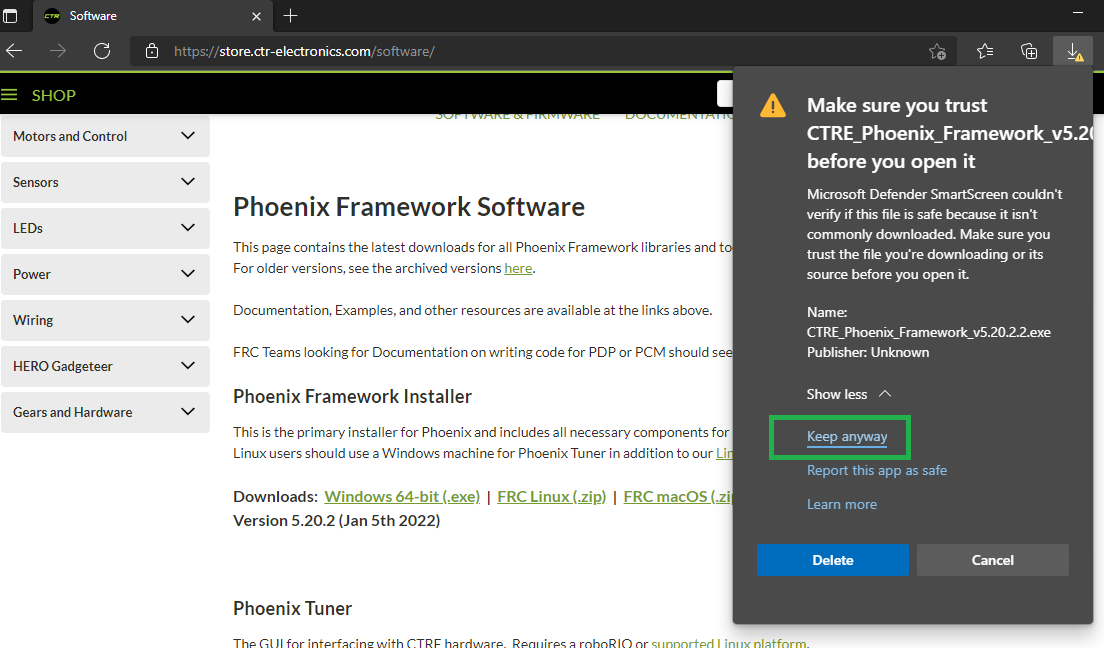 CTR Software
https://store.ctr-electronics.com/software/
SHOP
SOFTWARE & FIRMWARE
Motors and Control
Sensors
LEDs
Power
Wiring
HERO Gadgeteer
Gears and Hardware
Phoenix Framework Software
This page contains the latest downloads for all Phoenix Framework libraries and
For older versions, see the archived versions here.
Documentation, Examples, and other resources are available at the links above.
FRC Teams looking for Documentation on writing code for PDP or PCM should see
Phoenix Framework Installer
This is the primary installer for Phoenix and includes all necessary components for
Linux users should use a Windows machine for Phoenix Tuner in addition to our
Downloads: Windows 64-bit (.exe) | FRC Linux (.zip) | FRC macOS (.zip
Version 5.20.2 (Jan 5th 2022)
Phoenix Tuner
The GUI for interfacing with CTRE hardware. Requires a roboRIO or supported Linux platform.
Make sure you trust
CTRE_Phoenix_Framework_v5.20
before you open it
Microsoft Defender SmartScreen couldn't
verify if this file is safe because it isn't
commonly downloaded. Make sure you
trust the file you're downloading or its
source before you open it.
Name:
CTRE_Phoenix_Framework_v5.20.2.2.exe
Publisher: Unknown
Show less
Keep anyway
Report this app as safe
Learn more
Delete
Cancel